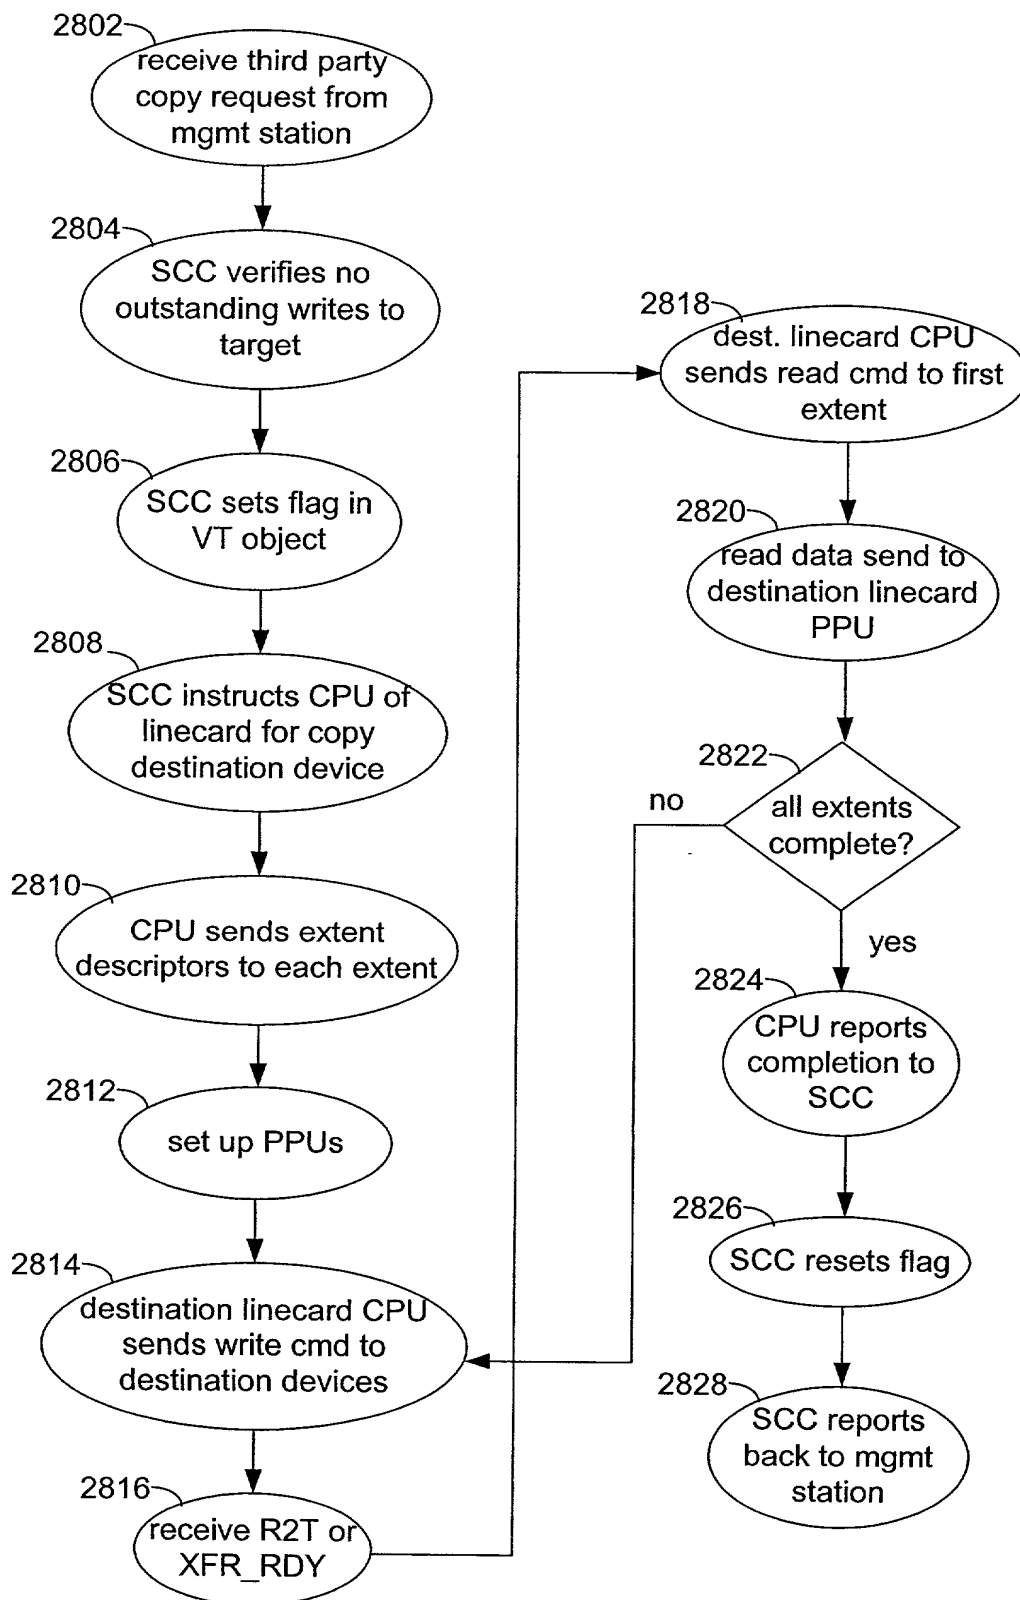 2802
receive third party
copy request from
mgmt station
2804
SCC verifies no
outstanding writes to
target
2806
SCC sets flag in
VT object
2808
SCC instructs CPU of
linecard for copy
destination device
2810
CPU sends extent
descriptors to each extent
2812
set up PPUs
2814
destination linecard CPU
sends write cmd to
destination devices
2816
receive R2T or
XFR_RDY
2818
dest. linecard CPU
sends read cmd to first
extent
2820
read data send to
destination linecard
PPU
2822
all extents
complete?
no
yes
2824
CPU reports
completion to
SCC
2826
SCC resets flag
2828
SCC reports
back to mgmt
station